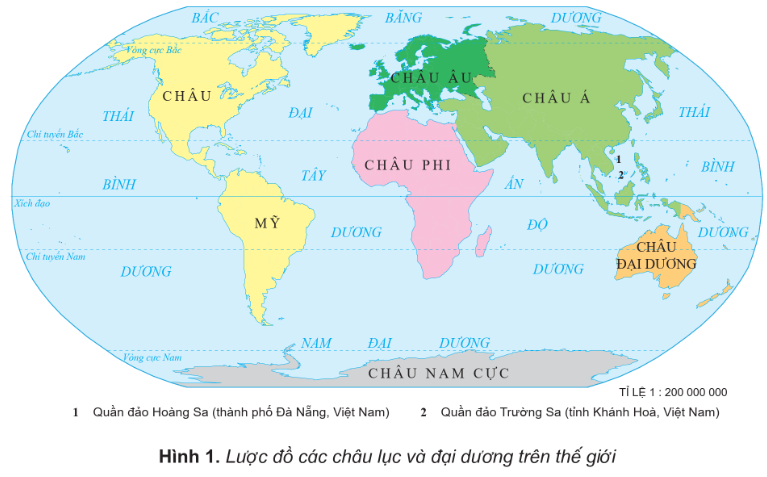 BẮC BĂNG DƯƠNG
Vòng cực Bắc
CHÂU ÂU
CHÂU
CHÂU Á
THÁI
ĐẠI
THÁI
Chí tuyến Bắc
CHÂU PHI
1
2
BÌNH
TÂY
ẤN
BÌNH
Xích đạo
MỸ
DƯƠNG
ĐỘ
DƯƠNG
CHÂU
ĐẠI DƯƠNG
Chí tuyến Nam
DƯƠNG
DƯƠNG
NAM ĐẠI DƯƠNG
Vòng cực Nam
CHÂU NAM CỰC
TỈ LỆ 1 : 200 000 000
1 Quần đảo Hoàng Sa (thành phố Đà Nẵng, Việt Nam) 2 Quần đảo Trường Sa (tỉnh Khánh Hoà, Việt Nam)
Hình 1. Lược đồ các châu lục và đại dương trên thế giới